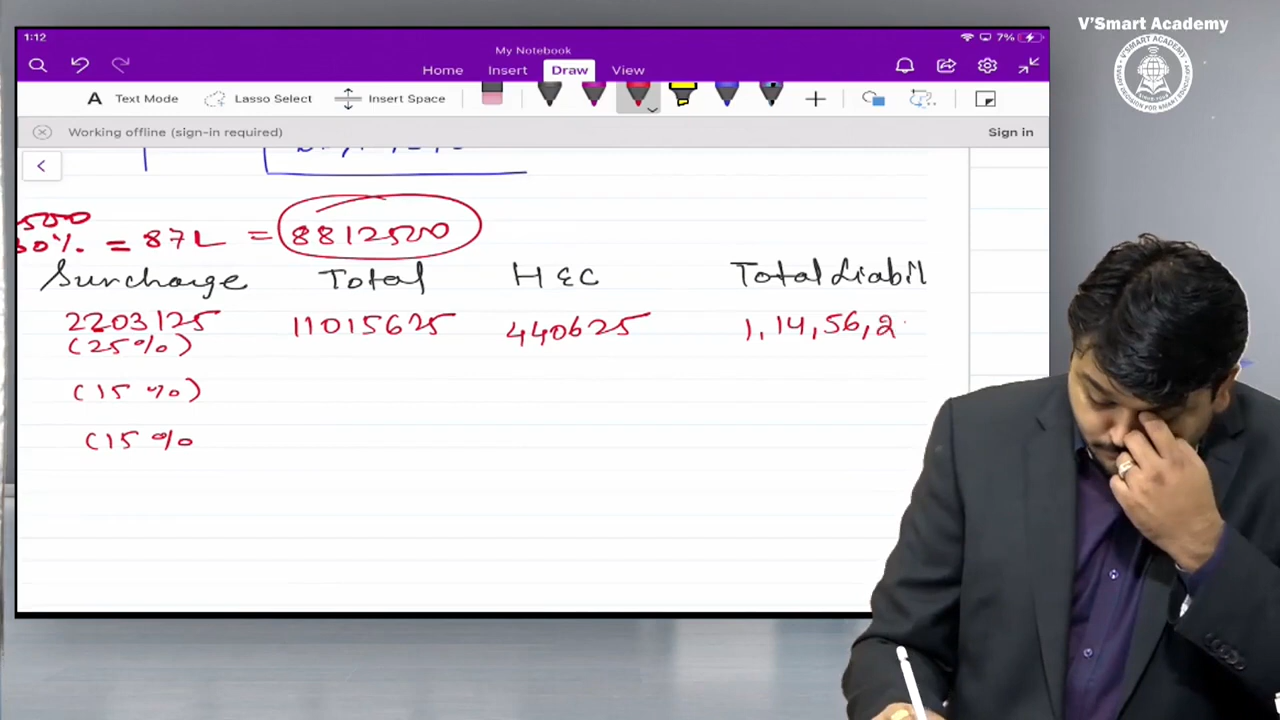 V'Smart Academy
1:12
7%
My Notebook
Home Insert Draw View
Text Mode Lasso Select Insert Space
Working offline (sign-in required) Sign in
= 87L = 8812500
Surcharge Total H&C Total Liabil
2203125 11015625 440625 1,14,56,2
(25%)
(15 %)
(15 %